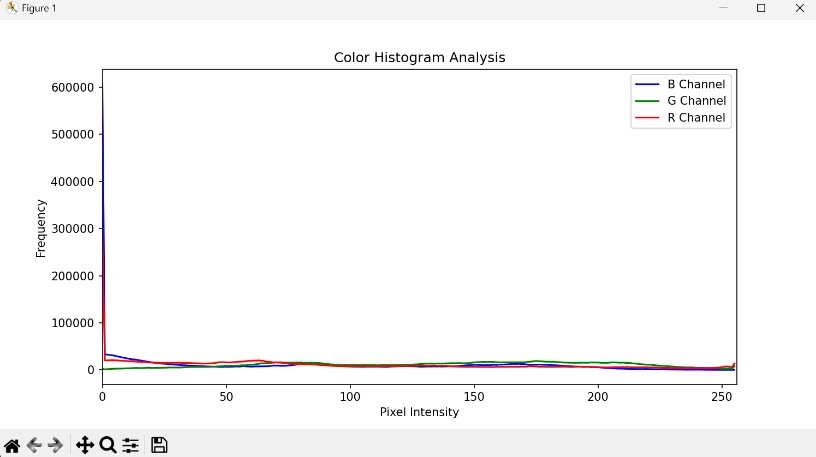 Figure 1
Color Histogram Analysis
B Channel
G Channel
R Channel
600000
500000
400000
300000
200000
100000
0
Frequency
0 50 100 150 200 250
Pixel Intensity